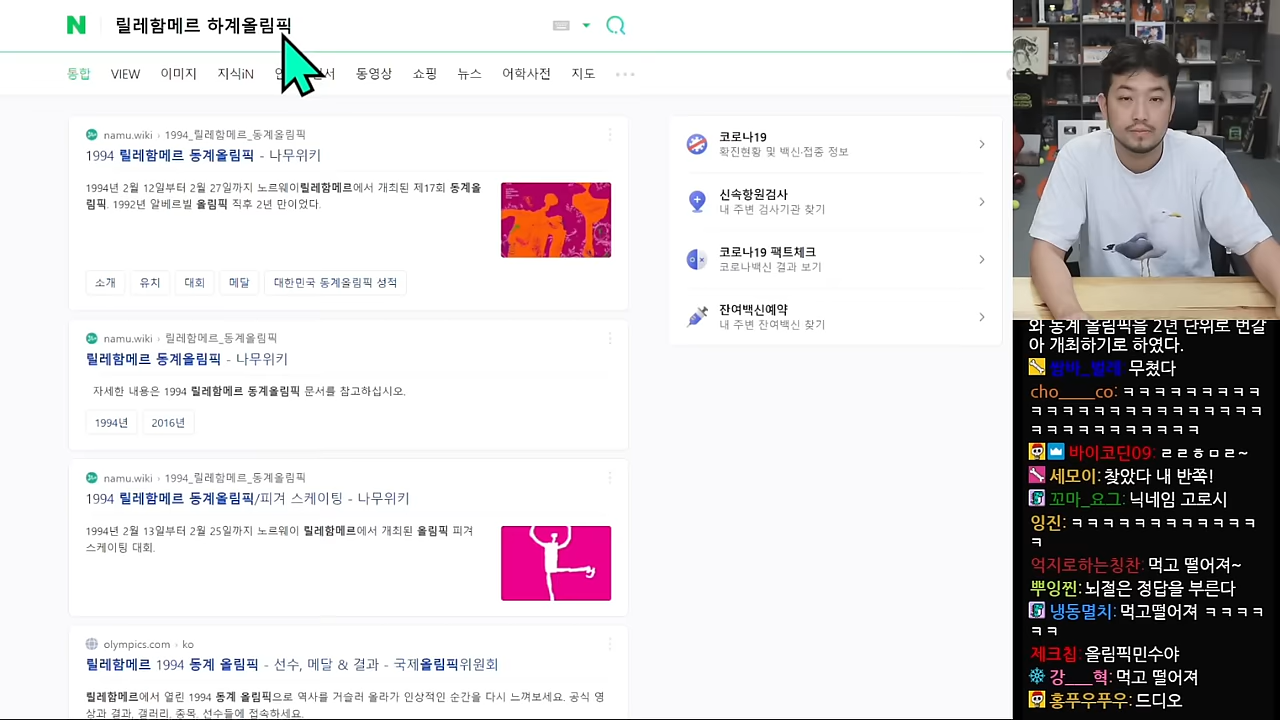 N 릴레함메르 하계올림픽
통합 VIEW 이미지 지식iN 동영상 쇼핑 뉴스 어학사전 지도
namu.wiki › 1994_릴레함메르_동계올림픽
1994 릴레함메르 동계올림픽 - 나무위키
1994년 2월 12일부터 2월 27일까지 노르웨이릴레함메르에서 개최된 제17회 동계올
림픽. 1992년 알베르빌 올림픽 직후 2년 만이었다.
소개 유치 대회 메달 대한민국 동계올림픽 성적
namu.wiki › 릴레함메르_동계올림픽
릴레함메르 동계올림픽 - 나무위키
자세한 내용은 1994 릴레함메르 동계올림픽 문서를 참고하십시오.
1994년 2016년
namu.wiki › 1994_릴레함메르_동계올림픽
1994 릴레함메르 동계올림픽/피겨 스케이팅 - 나무위키
1994년 2월 13일부터 2월 25일까지 노르웨이 릴레함메르에서 개최된 올림픽 피겨
스케이팅 대회.
olympics.com › ko
릴레함메르 1994 동계 올림픽 - 선수, 메달 & 결과 - 국제올림픽위원회
릴레함메르에서 열린 1994 동계 올림픽으로 역사를 거슬러 올라가 인상적인 순간을 다시 느껴보세요. 공식 영
상과 결과, 갤러리, 종목, 선수들에 접속하세요.
코로나19
확진현황 및 백신·접종 정보
신속항원검사
내 주변 검사기관 찾기
코로나19 팩트체크
코로나백신 결과 보기
잔여백신예약
내 주변 잔여백신 찾기
와 동계 올림픽을 2년 단위로 번갈
아 개최하기로 하였다.
무쳤다
cho____co: ㅋㅋㅋㅋㅋㅋㅋㅋㅋ
ㅋㅋㅋㅋㅋㅋㅋㅋㅋㅋㅋㅋㅋㅋㅋ
ㅋㅋㅋㅋㅋㅋㅋㅋㅋㅋㅋ
바이코딘09: ㄹㄹㅎㅁㄹ~
세모이: 찾았다 내 반쪽!
꼬마_요그: 닉네임 고로시
잉진: ㅋㅋㅋㅋㅋㅋㅋㅋㅋㅋㅋㅋ
ㅋ
억지로하는칭찬: 먹고 떨어져~
뿌잉찐: 뇌절은 정답을 부른다
냉동멸치: 먹고떨어져 ㅋㅋㅋㅋ
ㅋㅋ
제크칩: 올림픽민수야
강___혁: 먹고 떨어져
홍푸우푸우: 드디오